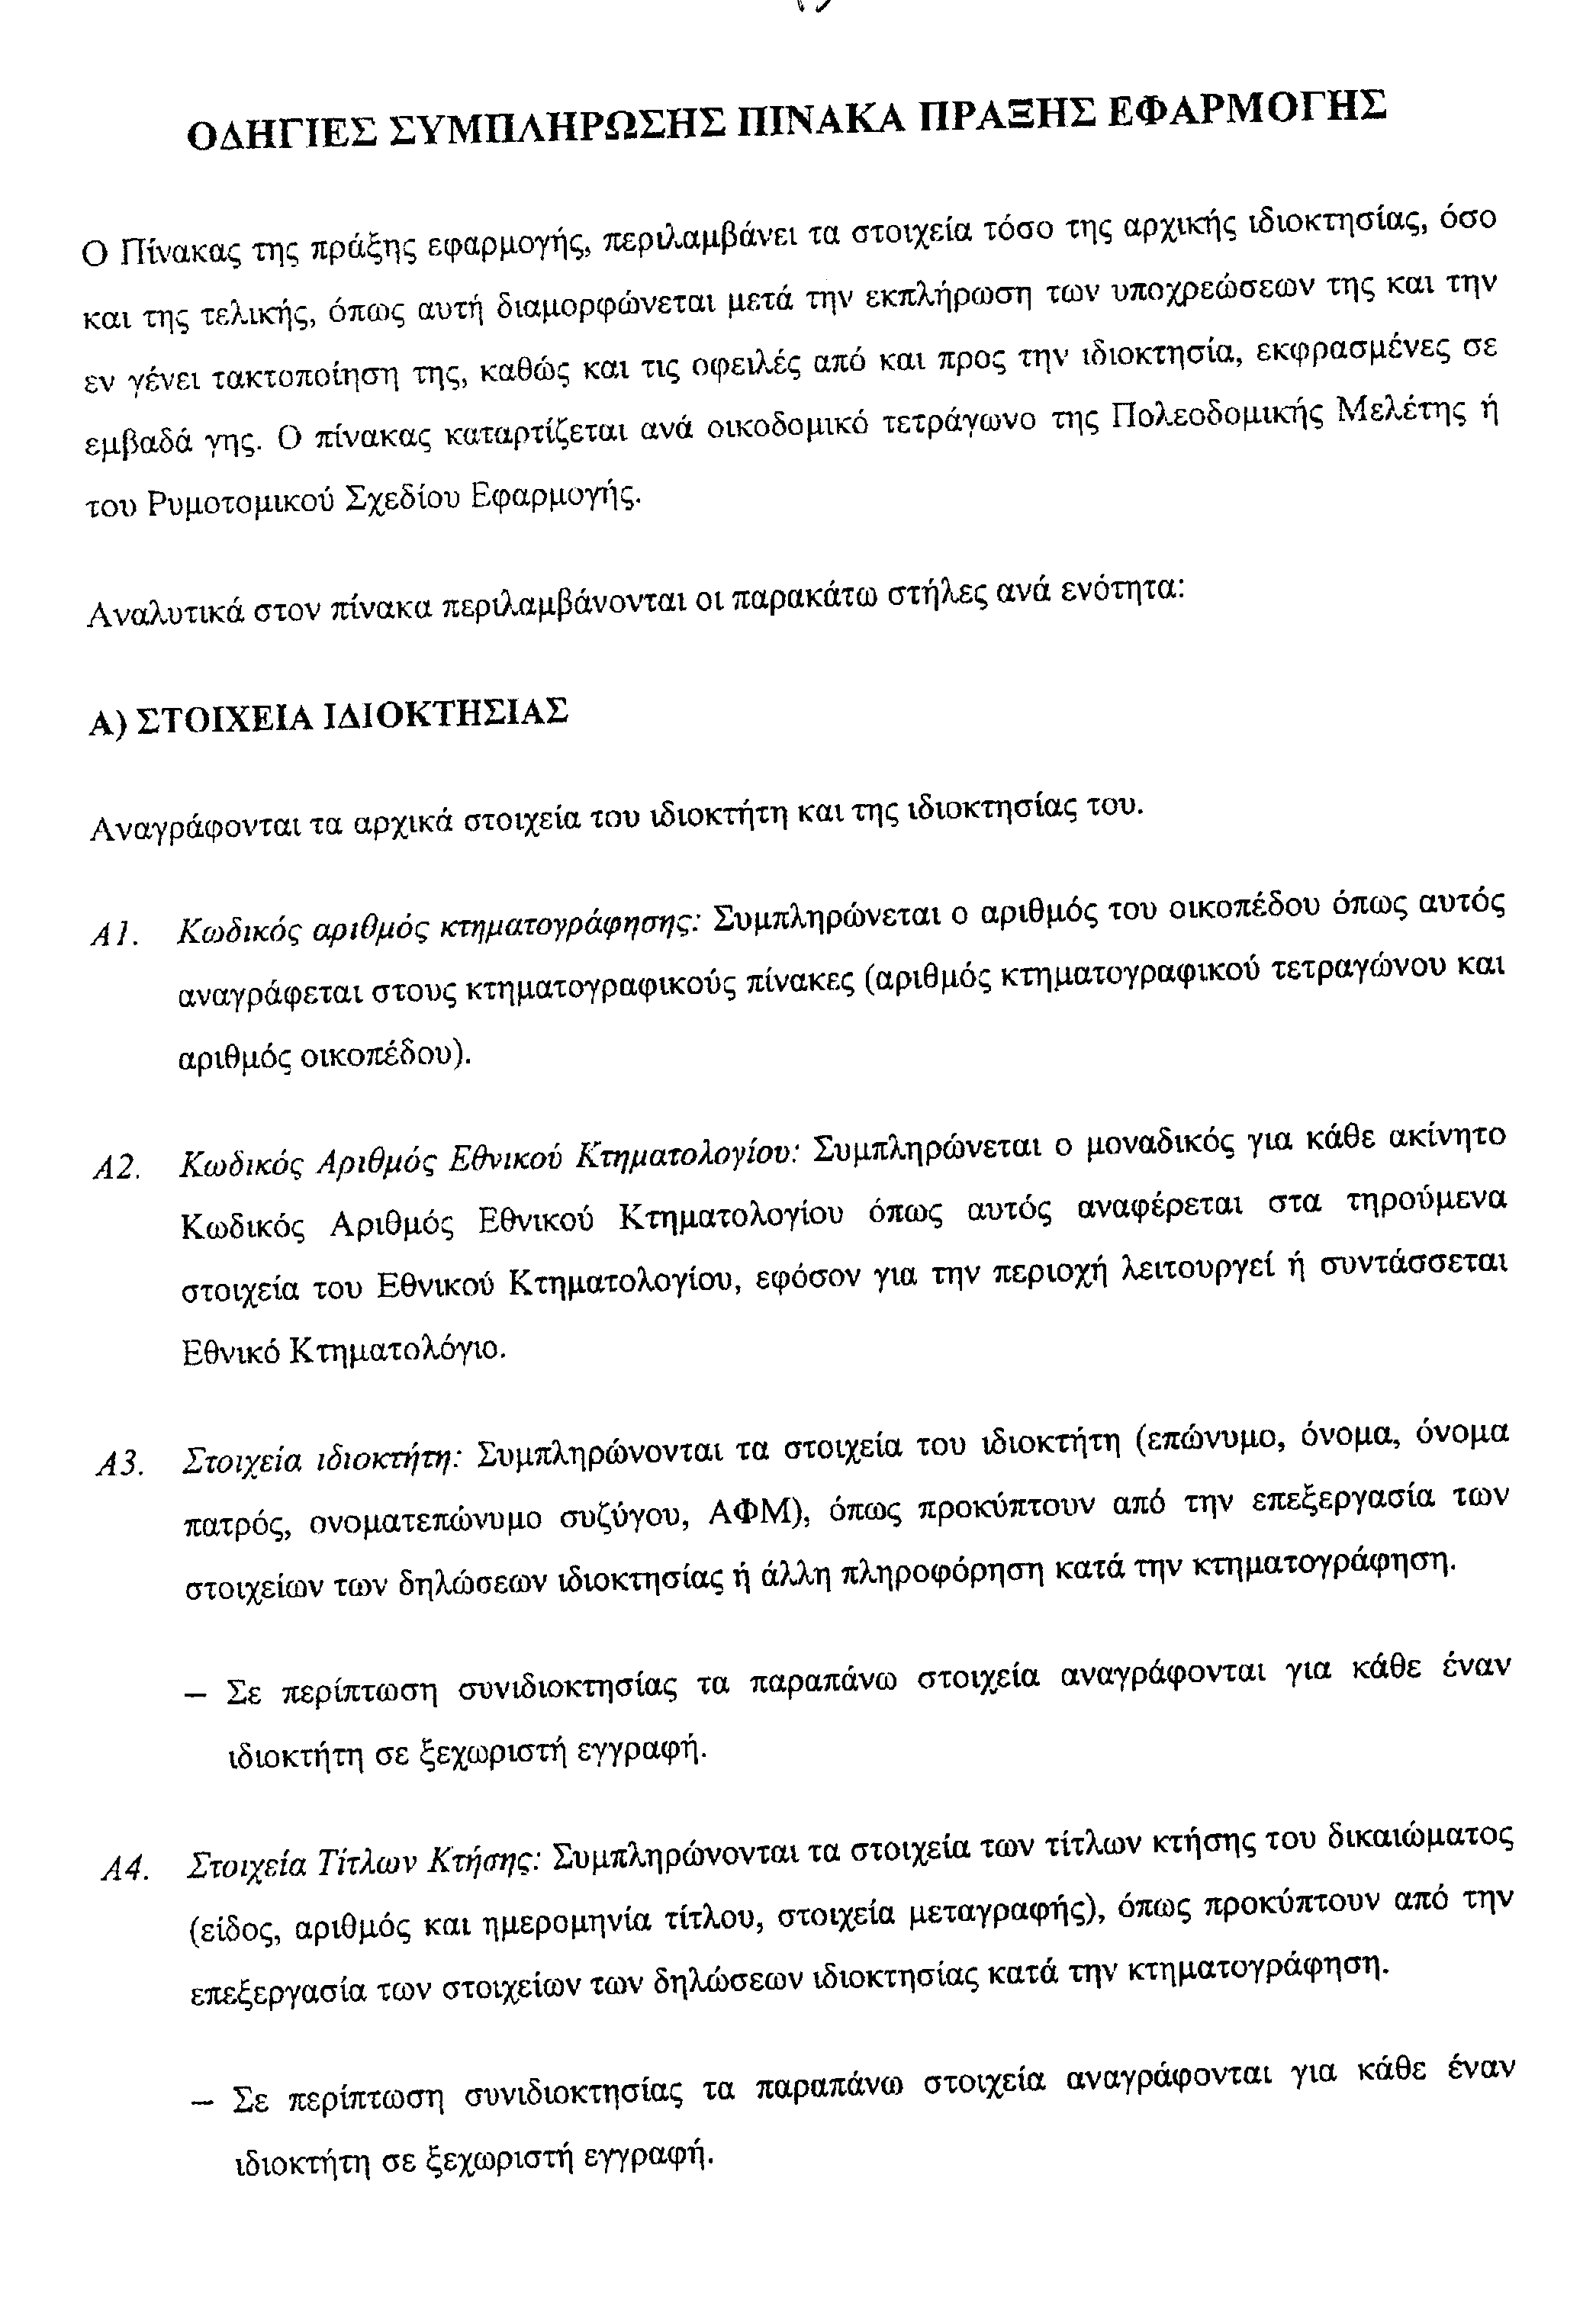 ΟΔΗΓΙΕΣ ΣΥΜΠΛΗΡΩΣΗΣ ΠΙΝΑΚΑ ΠΡΑΞΗΣ ΕΦΑΡΜΟΓΗΣ
Ο Πίνακας της πράξης εφαρμογής, περιλαμβάνει τα στοιχεία τόσο της αρχικής ιδιοκτησίας, όσο
και της τελικής, όπως αυτή διαμορφώνεται μετά την εκπλήρωση των υποχρεώσεων της και την
εν γένει τακτοποίηση της, καθώς και τις οφειλές από και προς την ιδιοκτησία, εκφρασμένες σε
εμβαδά γης. Ο πίνακας καταρτίζεται ανά οικοδομικό τετράγωνο της Πολεοδομικής Μελέτης ή
του Ρυμοτομικού Σχεδίου Εφαρμογής.
Αναλυτικά στον πίνακα περιλαμβάνονται οι παρακάτω στήλες ανά ενότητα:
Α) ΣΤΟΙΧΕΙΑ ΙΔΙΟΚΤΗΣΙΑΣ
Αναγράφονται τα αρχικά στοιχεία του ιδιοκτήτη και της ιδιοκτησίας του.
Α1. Κωδικός αριθμός κτηματογράφησης: Συμπληρώνεται ο αριθμός του οικοπέδου όπως αυτός
αναγράφεται στους κτηματογραφικούς πίνακες (αριθμός κτηματογραφικού τετραγώνου και
αριθμός οικοπέδου).
Α2. Κωδικός Αριθμός Εθνικού Κτηματολογίου: Συμπληρώνεται ο μοναδικός για κάθε ακίνητο
Κωδικός Αριθμός Εθνικού Κτηματολογίου όπως αυτός αναφέρεται στα τηρούμενα
στοιχεία του Εθνικού Κτηματολογίου, εφόσον για την περιοχή λειτουργεί ή συντάσσεται
Εθνικό Κτηματολόγιο.
Α3. Στοιχεία ιδιοκτήτη: Συμπληρώνονται τα στοιχεία του ιδιοκτήτη (επώνυμο, όνομα, όνομα
πατρός, ονοματεπώνυμο συζύγου, ΑΦΜ), όπως προκύπτουν από την επεξεργασία των
στοιχείων των δηλώσεων ιδιοκτησίας ή άλλη πληροφόρηση κατά την κτηματογράφηση.
– Σε περίπτωση συνιδιοκτησίας τα παραπάνω στοιχεία αναγράφονται για κάθε έναν
ιδιοκτήτη σε ξεχωριστή εγγραφή.
Α4. Στοιχεία Τίτλων Κτήσης: Συμπληρώνονται τα στοιχεία των τίτλων κτήσης του δικαιώματος
(είδος, αριθμός και ημερομηνία τίτλου, στοιχεία μεταγραφής), όπως προκύπτουν από την
επεξεργασία των στοιχείων των δηλώσεων ιδιοκτησίας κατά την κτηματογράφηση.
– Σε περίπτωση συνιδιοκτησίας τα παραπάνω στοιχεία αναγράφονται για κάθε έναν
ιδιοκτήτη σε ξεχωριστή εγγραφή.